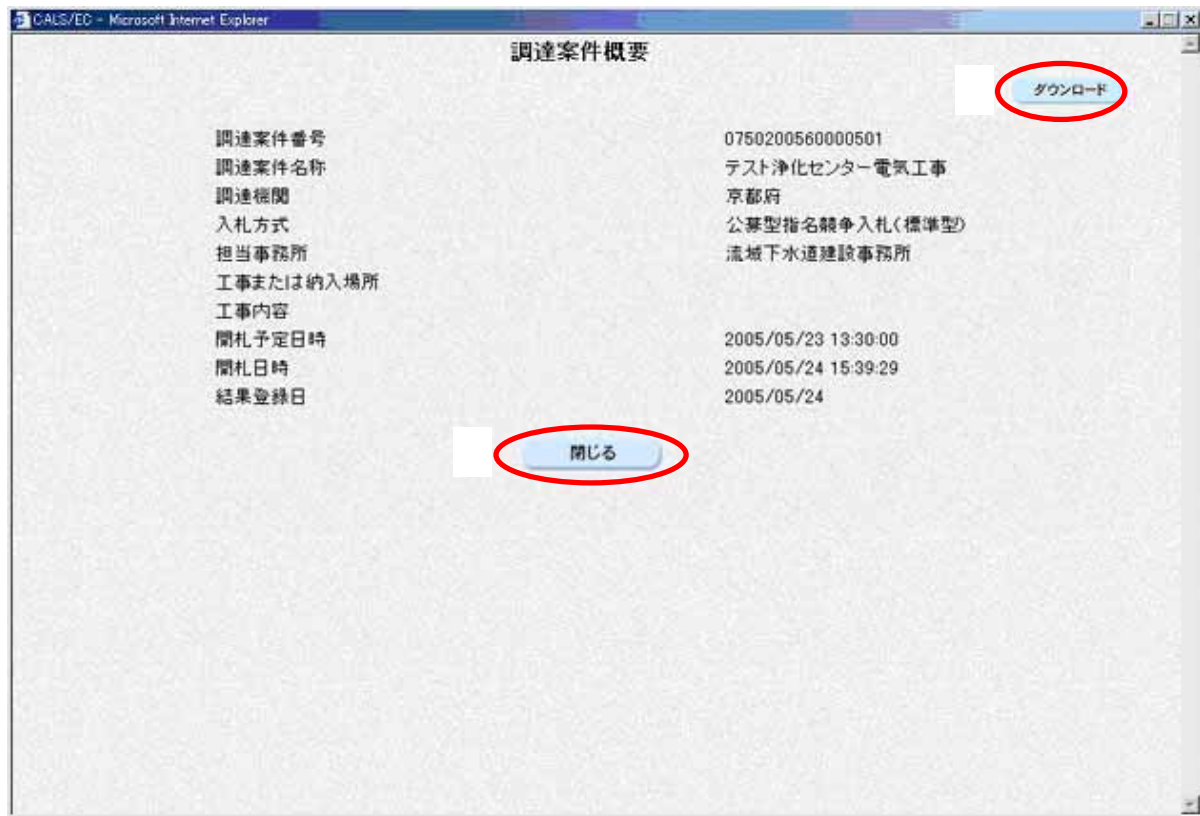 CALS/EC - Microsoft Internet Explorer
調達案件概要
ダウンロード
調達案件番号 0750200560000501
調達案件名称 テスト浄化センター電気工事
調達機関 京都府
入札方式 公募型指名競争入札(標準型)
担当事務所 流域下水道建設事務所
工事または納入場所
工事内容
開札予定日時 2005/05/23 13:30:00
開札日時 2005/05/24 15:39:29
結果登録日 2005/05/24
閉じる